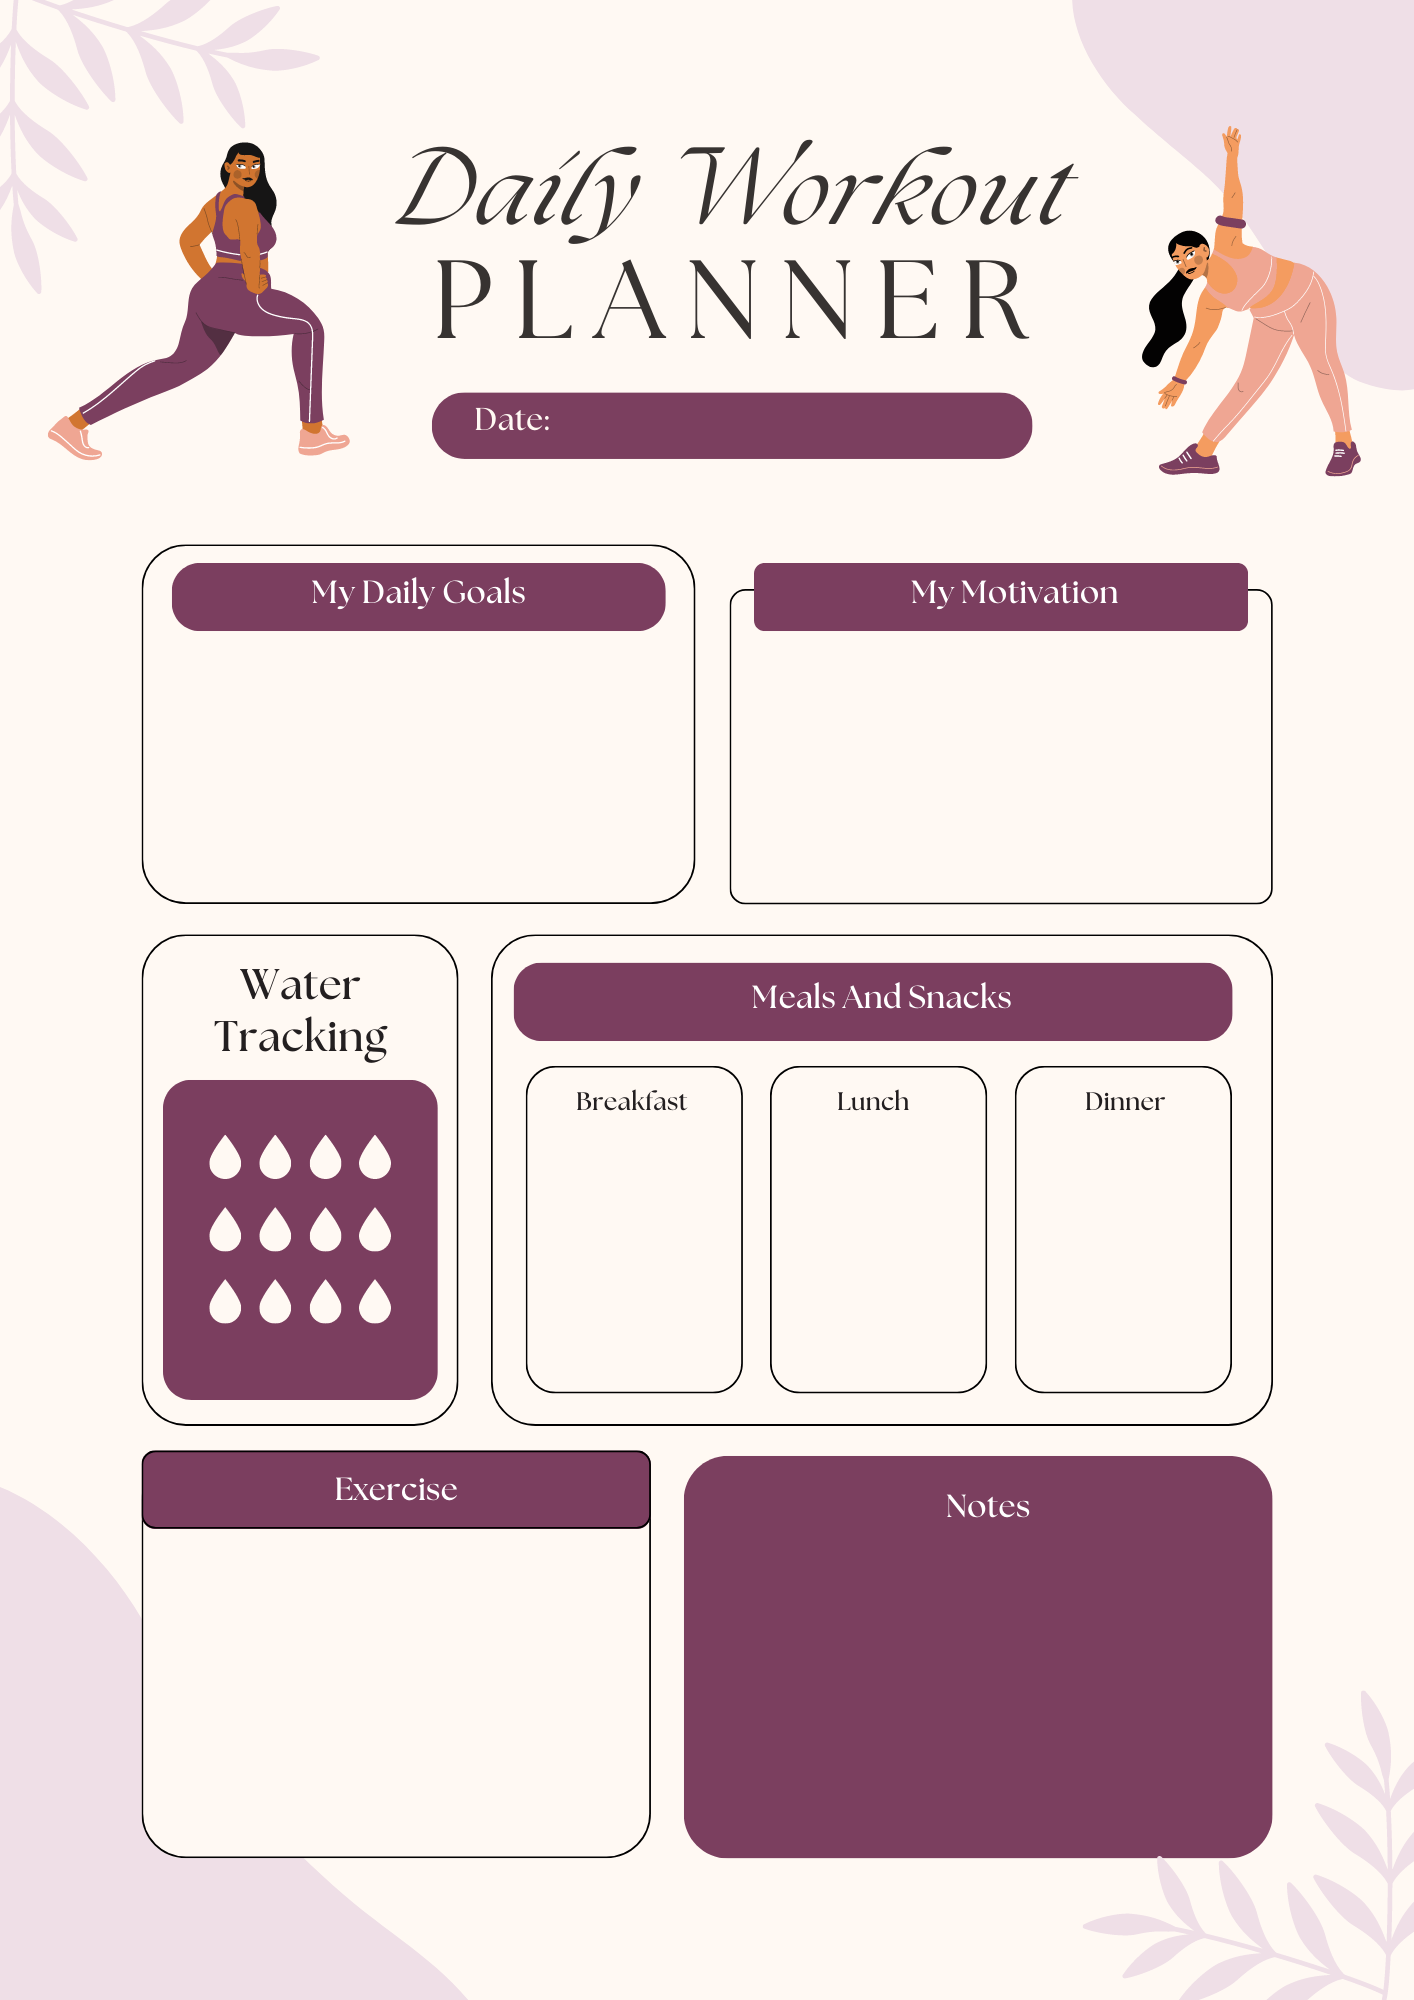 Daily Workout
PLANNER
Date:
My Daily Goals
My Motivation
Water
Tracking
Meals And Snacks
Breakfast
Lunch
Dinner
Exercise
Notes